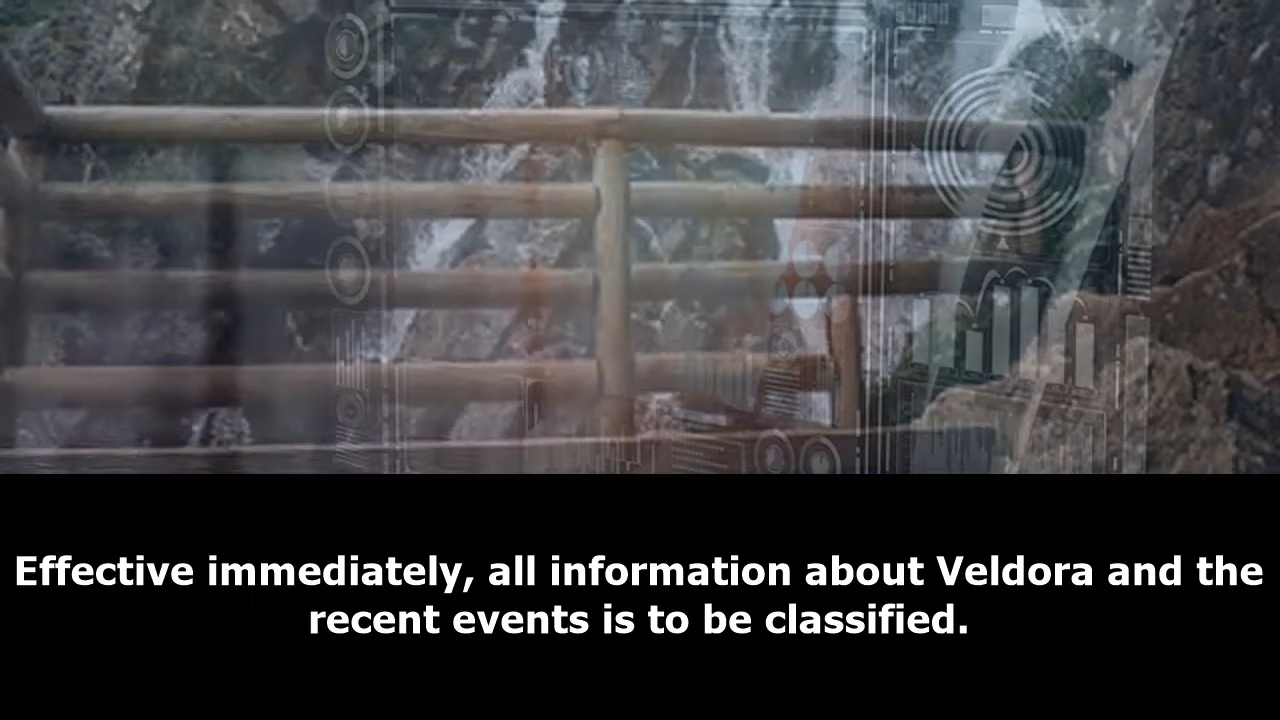 Effective immediately, all information about Veldora and the
recent events is to be classified.